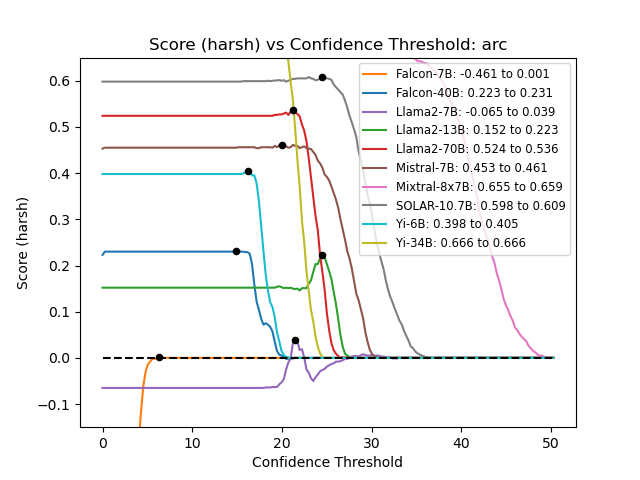 Score (harsh) vs Confidence Threshold: arc
Falcon-7B: -0.461 to 0.001
Falcon-40B: 0.223 to 0.231
Llama2-7B: -0.065 to 0.039
Llama2-13B: 0.152 to 0.223
Llama2-70B: 0.524 to 0.536
Mistral-7B: 0.453 to 0.461
Mixtral-8x7B: 0.655 to 0.659
SOLAR-10.7B: 0.598 to 0.609
Yi-6B: 0.398 to 0.405
Yi-34B: 0.666 to 0.666
Score (harsh)
0.6
0.5
0.4
0.3
0.2
0.1
0.0
−0.1
0 10 20 30 40 50
Confidence Threshold